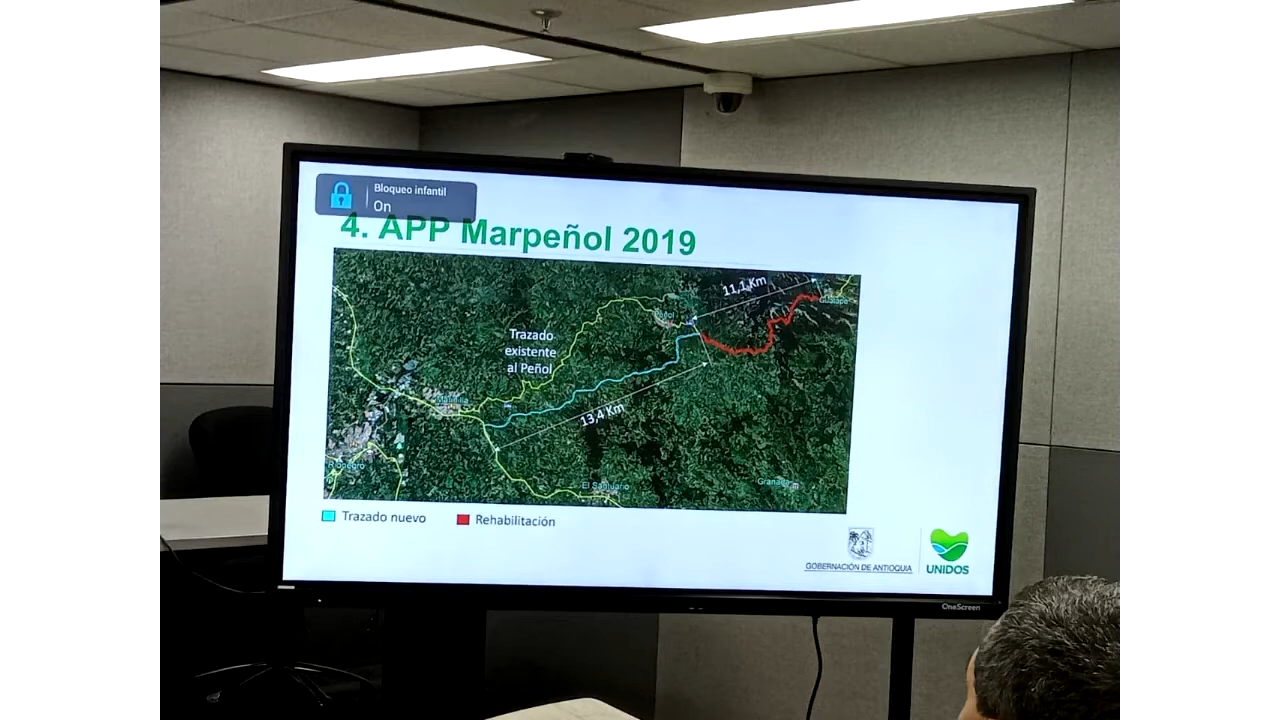 Bloqueo infantil
On
4. APP Marpeñol 2019
11,1 Km
Guatapé
Peñol
Trazado
existente
al Peñol
Marinilla
13,4 Km
Rionegro
El Santuario
Granada
Trazado nuevo
Rehabilitación
GOBERNACIÓN DE ANTIOQUIA
UNIDOS
OneScreen